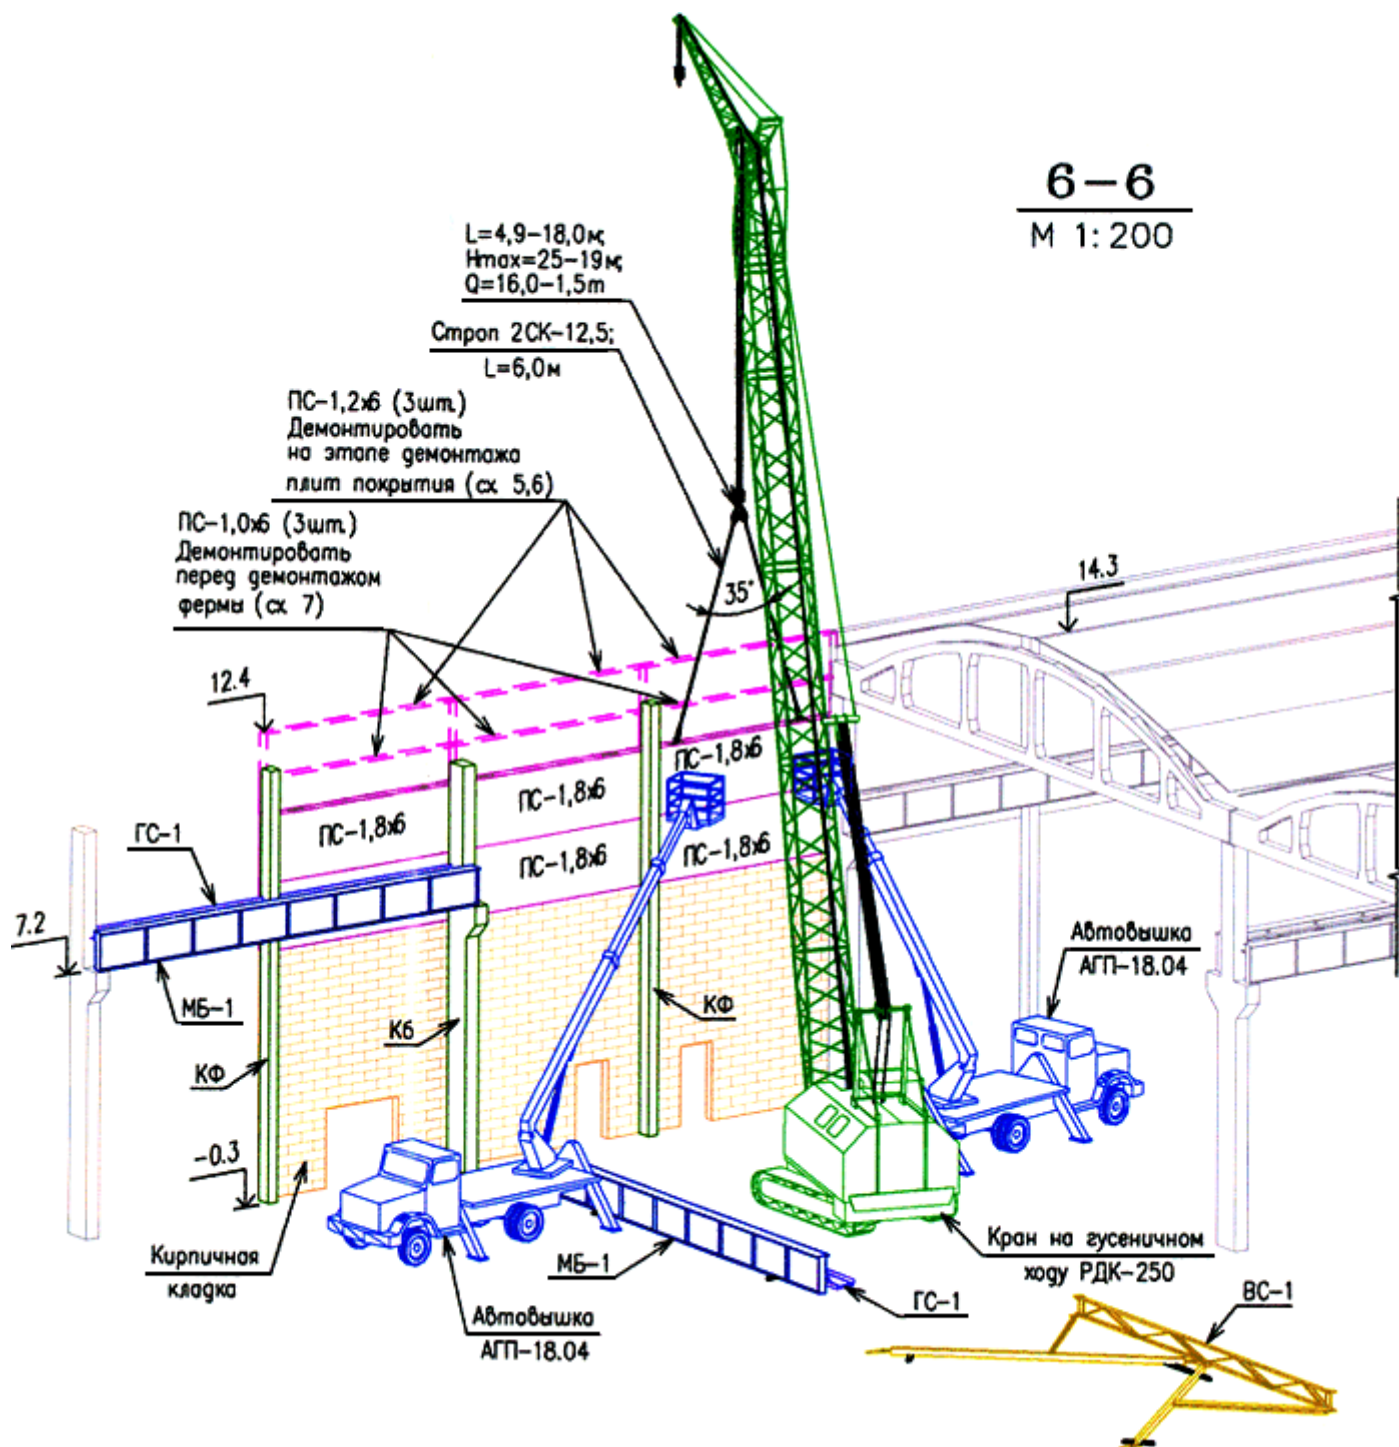 6-6
М 1:200
L=4,9-18,0м;
Hmax=25-19м;
Q=16,0-1,5т
Строп 2СК-12,5;
L=6,0м
ПС-1,2х6 (3шт.)
Демонтировать
на этапе демонтажа
плит покрытия (сх. 5,6)
ПС-1,0х6 (3шт.)
Демонтировать
перед демонтажом
фермы (сх. 7)
35°
14.3
12.4
ПС-1,8х6
ПС-1,8х6
ПС-1,8х6
ПС-1,8х6
ПС-1,8х6
ГС-1
7.2
Автовышка
АГП-18.04
МБ-1
К6
КФ
КФ
-0.3
Кирпичная
кладка
МБ-1
Кран на гусеничном
ходу РДК-250
ГС-1
ВС-1
Автовышка
АГП-18.04